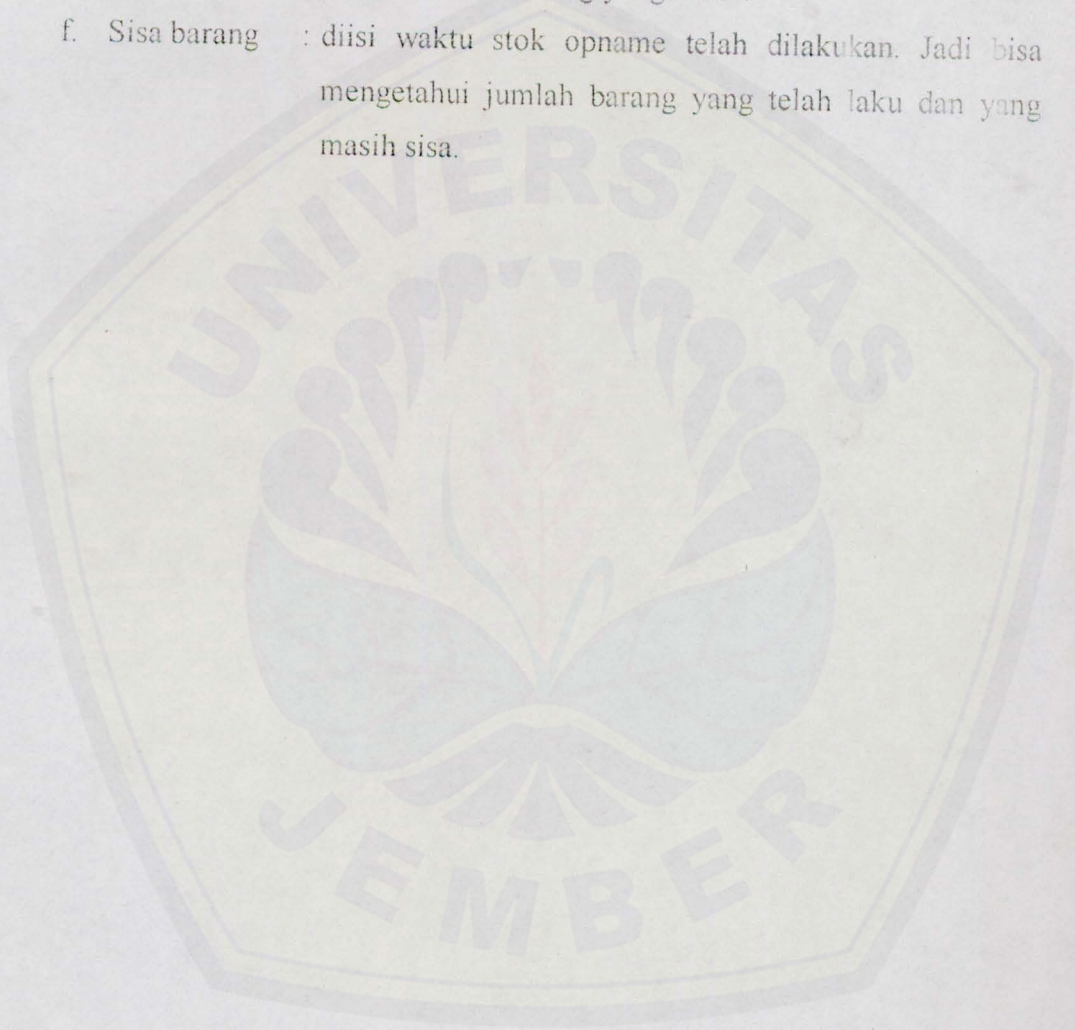 f. Sisa barang : diisi waktu stok opname telah dilakukan. Jadi bisa
mengetahui jumlah barang yang telah laku dan yang
masih sisa.
UNIVERSITAS
JEMBER